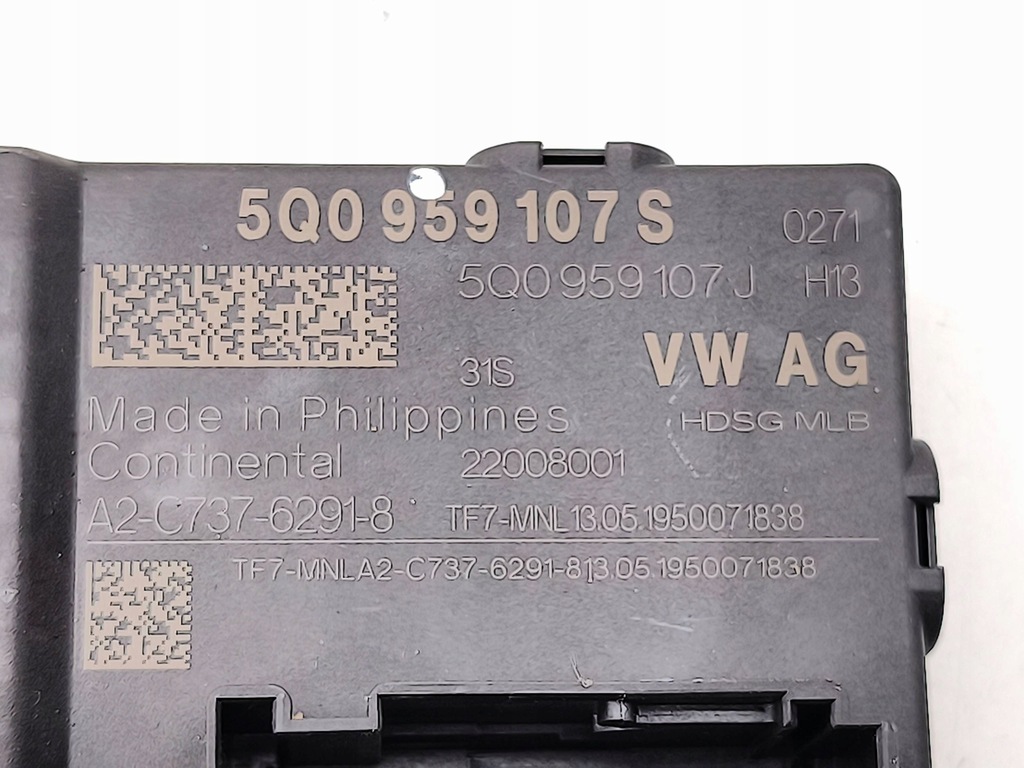 5Q0 959 107 S 0271
5Q0 959 107 J H13
31S VW AG
Made in Philippines HDSG MLB
Continental 22008001
A2-C737-6291-8 TF7-MNL13.05.1950071838
TF7-MNLA2-C737-6291-813.05.1950071838